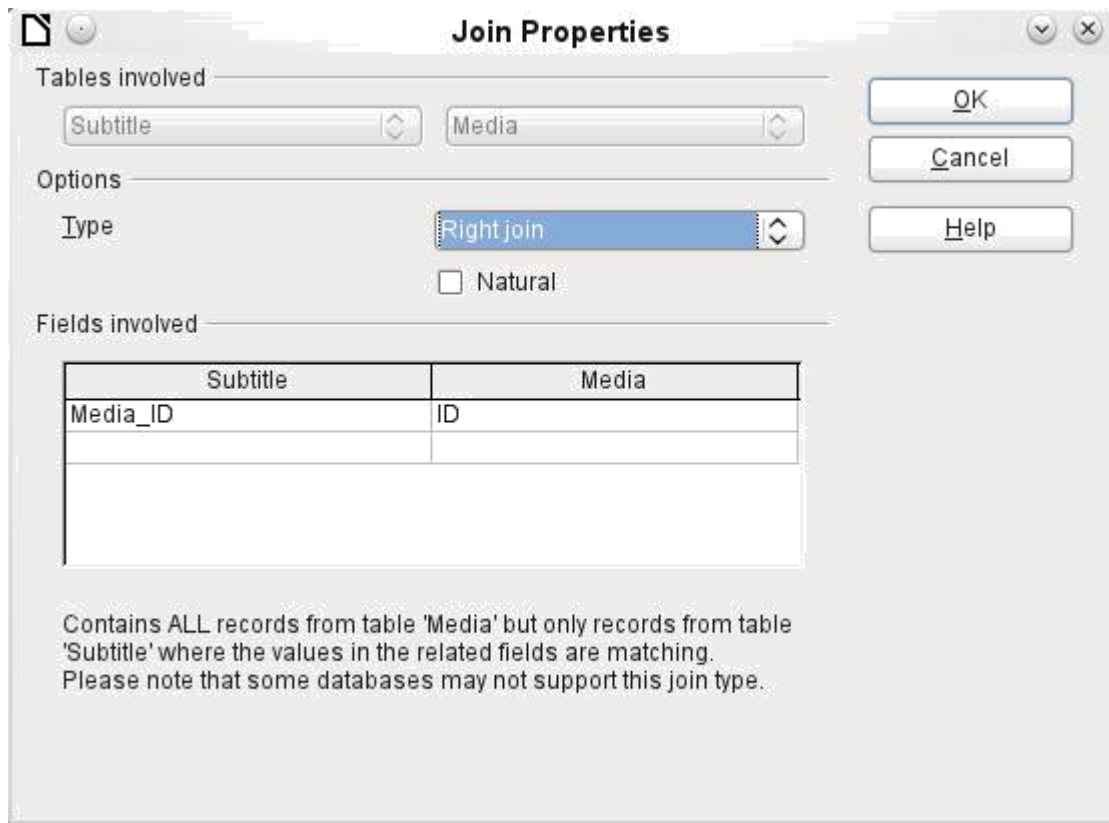 Join Properties
Tables involved
Subtitle Media
OK
Cancel
Options
Type Right join
Help
Natural
Fields involved
Subtitle Media
Media_ID ID
Contains ALL records from table 'Media' but only records from table
'Subtitle' where the values in the related fields are matching.
Please note that some databases may not support this join type.